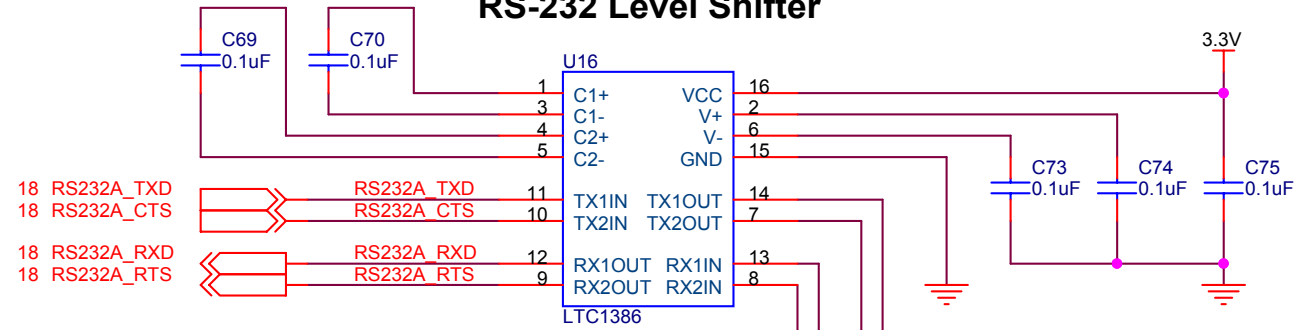 RS-232 Level Shifter
C69
0.1uF
C70
0.1uF
U16
3.3V
1 C1+ VCC 16
3 C1- V+ 2
4 C2+ V- 6
5 C2- GND 15
C73
0.1uF
C74
0.1uF
C75
0.1uF
18 RS232A_TXD RS232A_TXD 11 TX1IN TX1OUT 14
18 RS232A_CTS RS232A_CTS 10 TX2IN TX2OUT 7
18 RS232A_RXD RS232A_RXD 12 RX1OUT RX1IN 13
18 RS232A_RTS RS232A_RTS 9 RX2OUT RX2IN 8
LTC1386